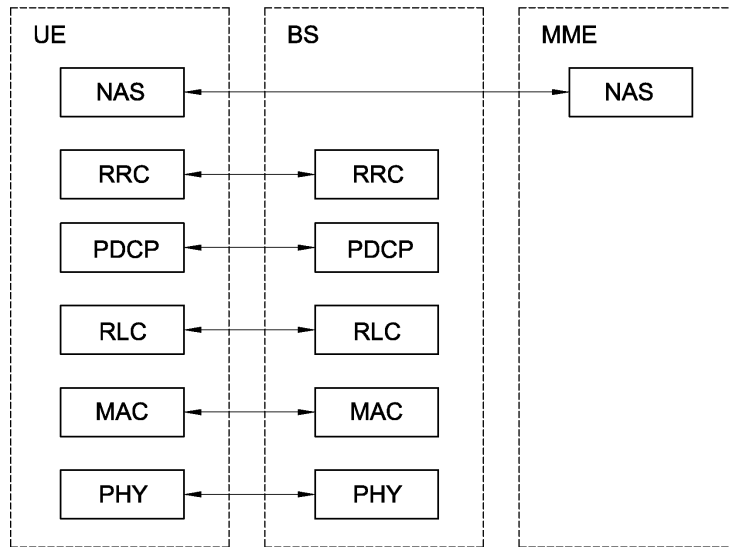 UE BS MME
NAS NAS
RRC RRC
PDCP PDCP
RLC RLC
MAC MAC
PHY PHY